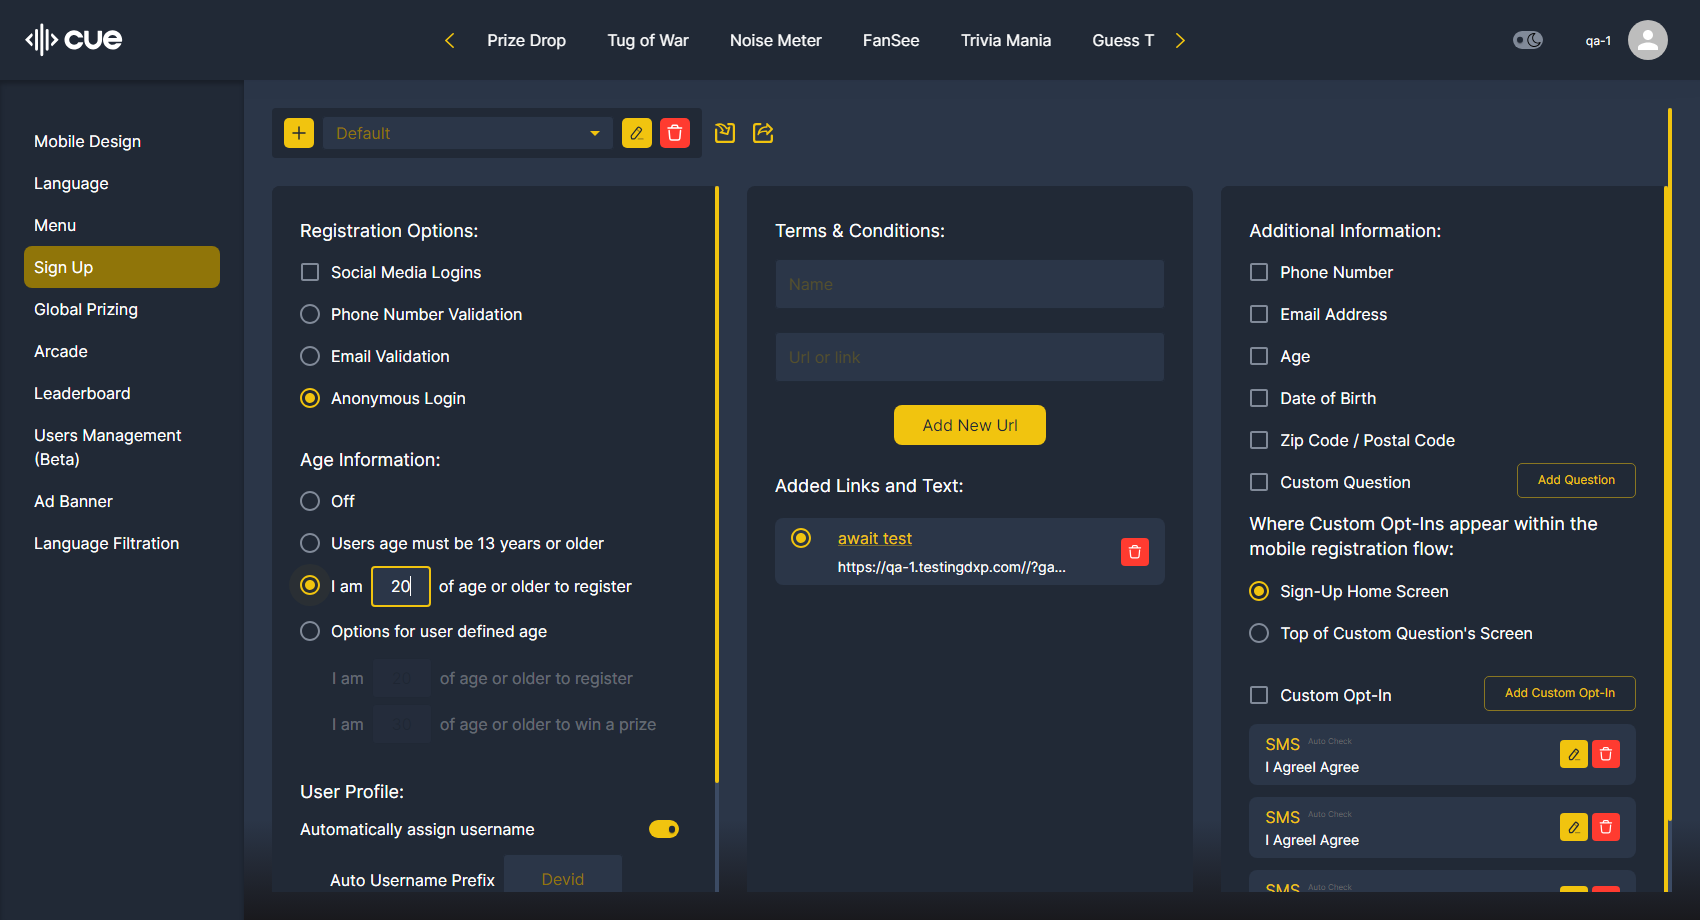 cue
Prize Drop
Tug of War
Noise Meter
FanSee
Trivia Mania
Guess T
qa-1
Mobile Design
Language
Menu
Sign Up
Global Prizing
Arcade
Leaderboard
Users Management
(Beta)
Ad Banner
Language Filtration
Default
Registration Options:
Social Media Logins
Phone Number Validation
Email Validation
Anonymous Login
Age Information:
Off
Users age must be 13 years or older
I am 20 of age or older to register
Options for user defined age
I am 20 of age or older to register
I am of age or older to win a prize
User Profile:
Automatically assign username
Auto Username Prefix Devid
Terms & Conditions:
Name
Url or link
Add New Url
Added Links and Text:
await test
https://qa-1.testingdxp.com//?ga...
Additional Information:
Phone Number
Email Address
Age
Date of Birth
Zip Code / Postal Code
Custom Question
Add Question
Where Custom Opt-Ins appear within the
mobile registration flow:
Sign-Up Home Screen
Top of Custom Question's Screen
Custom Opt-In
Add Custom Opt-In
SMS Auto Check
I AgreeI Agree
SMS Auto Check
I AgreeI Agree
SMS Auto Check